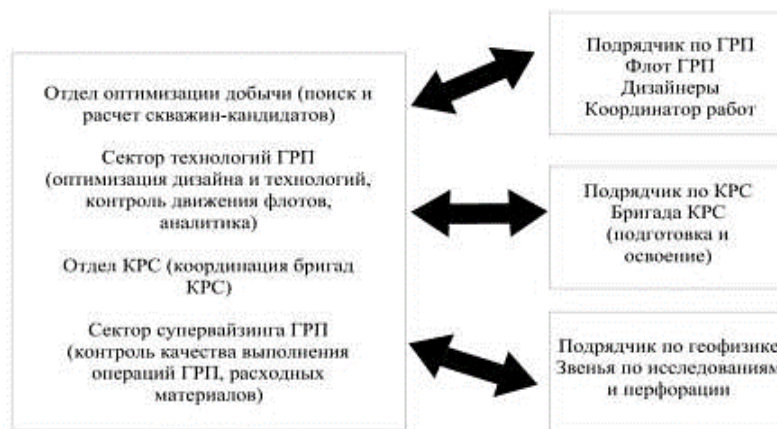 Отдел оптимизации добычи (поиск и
расчет скважин-кандидатов)
Сектор технологий ГРП
(оптимизация дизайна и технологий,
контроль движения флотов,
аналитика)
Отдел КРС (координация бригад
КРС)
Сектор супервайзинга ГРП
(контроль качества выполнения
операций ГРП, расходных
материалов)
Подрядчик по ГРП
Флот ГРП
Дизайнеры
Координатор работ
Подрядчик по КРС
Бригада КРС
(подготовка и
освоение)
Подрядчик по геофизике
Звенья по исследованиям
и перфорации